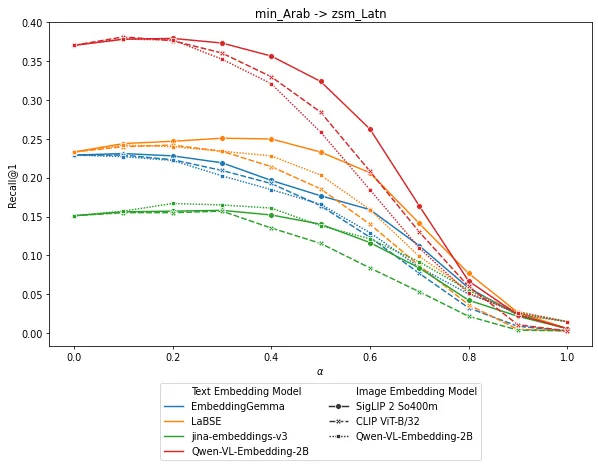 min_Arab -> zsm_Latn
0.40
0.35
0.30
0.25
0.20
0.15
0.10
0.05
0.00
Recall@1
0.0 0.2 0.4 0.6 0.8 1.0
α
Text Embedding Model
EmbeddingGemma
LaBSE
jina-embeddings-v3
Qwen-VL-Embedding-2B
Image Embedding Model
SigLIP 2 So400m
CLIP ViT-B/32
Qwen-VL-Embedding-2B